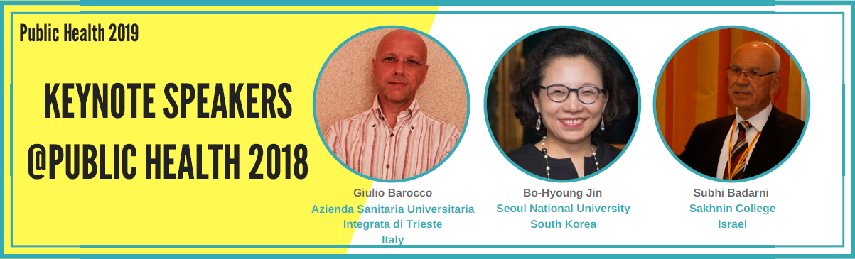 Public Health 2019
KEYNOTE SPEAKERS
@PUBLIC HEALTH 2018
Giulio Barocco
Azienda Sanitaria Universitaria
Integrata di Trieste
Italy
Bo-Hyoung Jin
Seoul National University
South Korea
Subhi Badarni
Sakhnin College
Israel